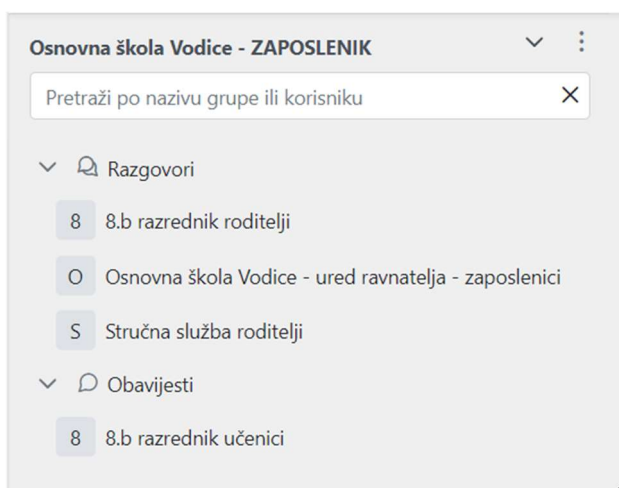 Osnovna škola Vodice - ZAPOSLENIK
Pretraži po nazivu grupe ili korisniku
Razgovori
8 8.b razrednik roditelji
O Osnovna škola Vodice - ured ravnatelja - zaposlenici
S Stručna služba roditelji
Obavijesti
8 8.b razrednik učenici